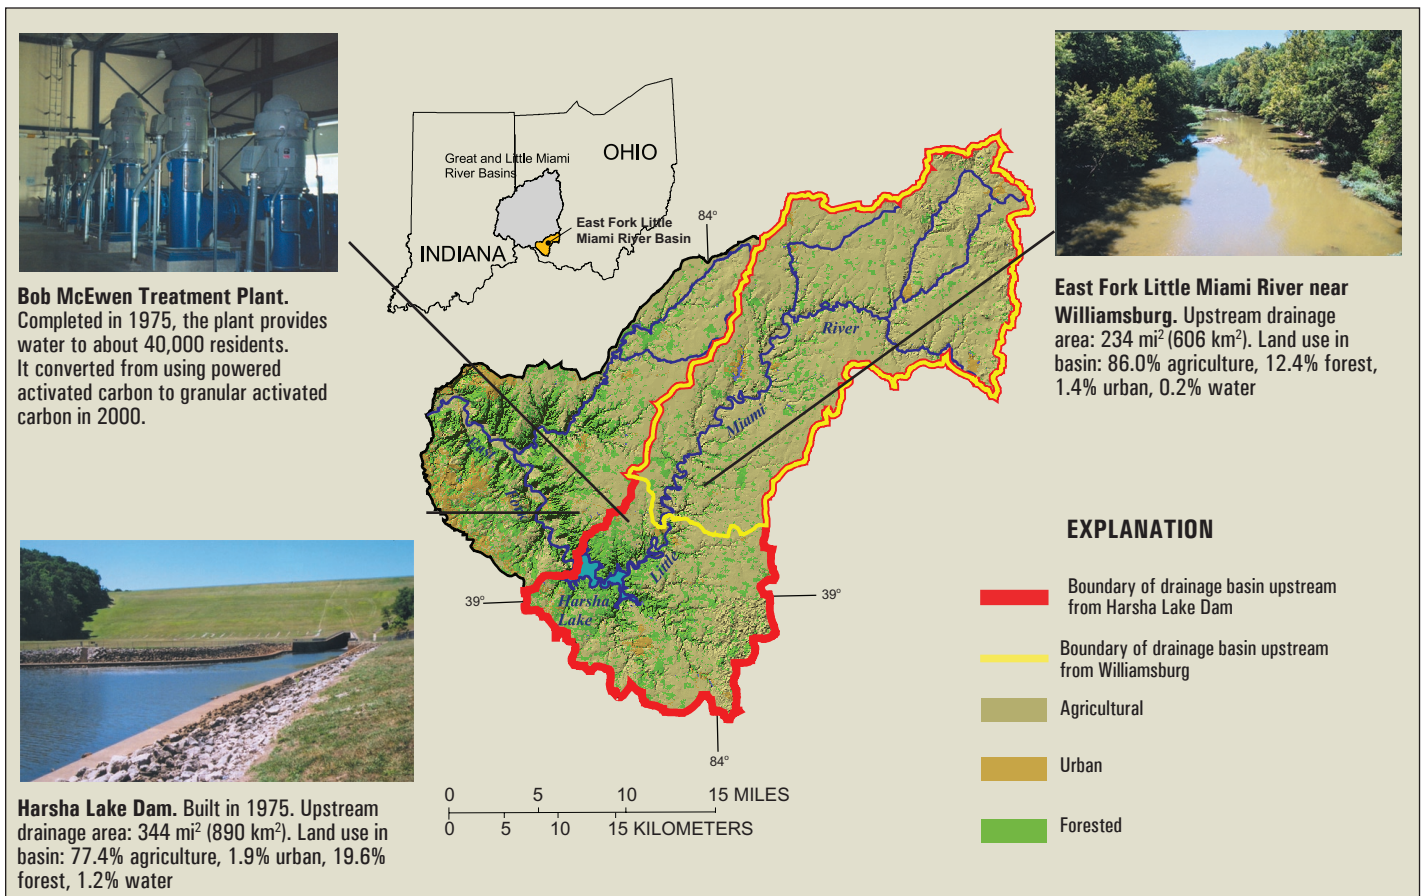 Bob McEwen Treatment Plant.
Completed in 1975, the plant provides
water to about 40,000 residents.
It converted from using powered
activated carbon to granular activated
carbon in 2000.
Great and Little Miami
River Basins
OHIO
East Fork Little
Miami River Basin
INDIANA
84°
East Fork Little Miami River near
Williamsburg. Upstream drainage
area: 234 mi² (606 km²). Land use in
basin: 86.0% agriculture, 12.4% forest,
1.4% urban, 0.2% water
River
Miami
East
Fork
Little
Harsha
Lake
39°
39°
84°
Harsha Lake Dam. Built in 1975. Upstream
drainage area: 344 mi² (890 km²). Land use in
basin: 77.4% agriculture, 1.9% urban, 19.6%
forest, 1.2% water
0 5 10 15 MILES
0 5 10 15 KILOMETERS
EXPLANATION
Boundary of drainage basin upstream
from Harsha Lake Dam
Boundary of drainage basin upstream
from Williamsburg
Agricultural
Urban
Forested